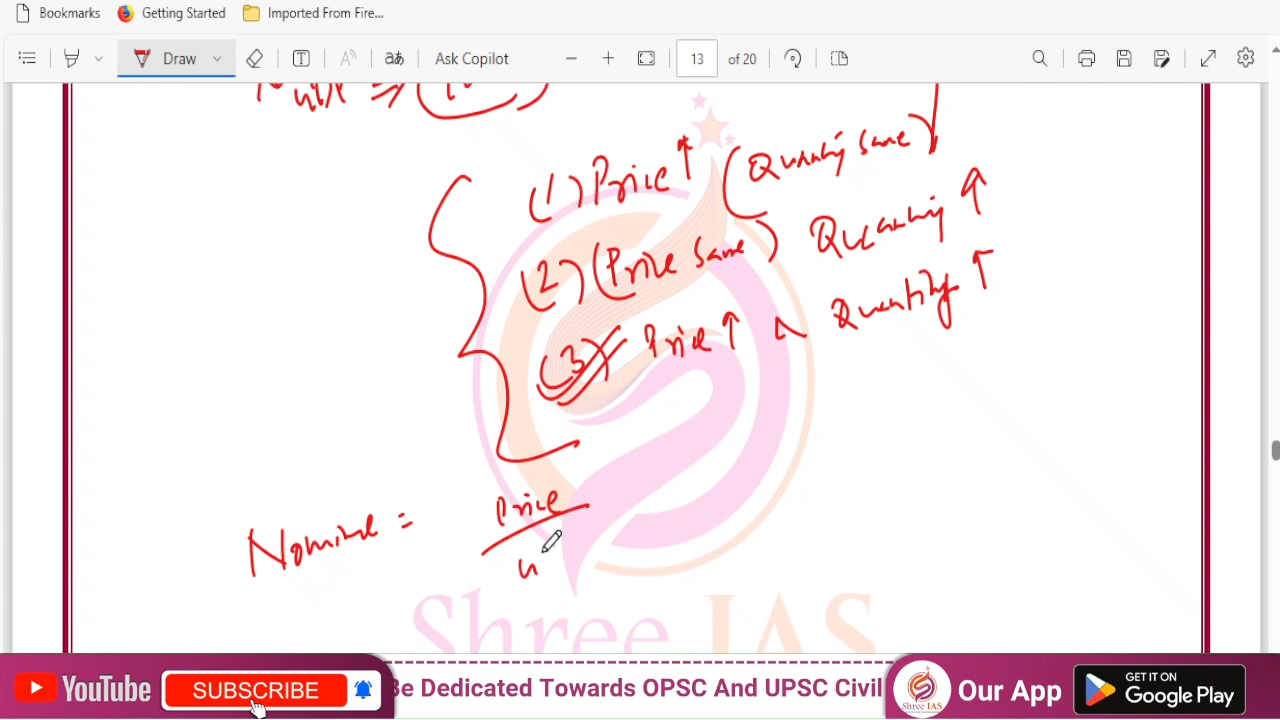 Bookmarks Getting Started Imported From Fire...
Draw Ask Copilot 13 of 20
(1) Price ↑ (Quantity same)
(2) (Price same) Quantity ↑
(3) Price ↑ Quantity ↑
Nominal = Price
Shree IAS
YouTube SUBSCRIBE Be Dedicated Towards OPSC And UPSC Civil Shree IAS Our App GET IT ON Google Play